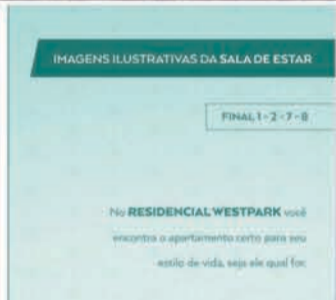 IMAGENS ILUSTRATIVAS DA SALA DE ESTAR
FINAL 1 - 2 - 7 - 8
No RESIDENCIAL WESTPARK você
encontra o apartamento certo para seu
estilo de vida, seja ele qual for.